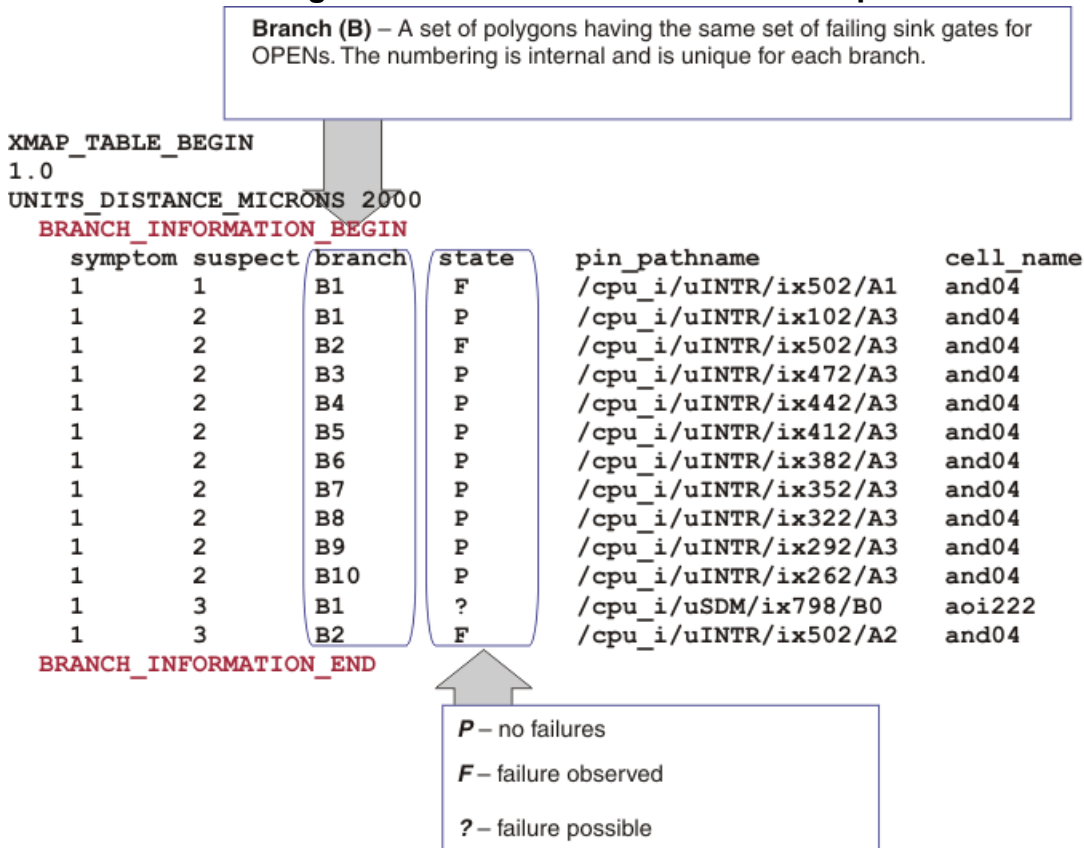 Branch (B) – A set of polygons having the same set of failing sink gates for
OPENs. The numbering is internal and is unique for each branch.
XMAP_TABLE_BEGIN
1.0
UNITS_DISTANCE_MICRONS 2000
BRANCH_INFORMATION_BEGIN
symptom suspect branch state pin_pathname cell_name
1 1 B1 F /cpu_i/uINTR/ix502/A1 and04
1 2 B1 P /cpu_i/uINTR/ix102/A3 and04
1 2 B2 F /cpu_i/uINTR/ix502/A3 and04
1 2 B3 P /cpu_i/uINTR/ix472/A3 and04
1 2 B4 P /cpu_i/uINTR/ix442/A3 and04
1 2 B5 P /cpu_i/uINTR/ix412/A3 and04
1 2 B6 P /cpu_i/uINTR/ix382/A3 and04
1 2 B7 P /cpu_i/uINTR/ix352/A3 and04
1 2 B8 P /cpu_i/uINTR/ix322/A3 and04
1 2 B9 P /cpu_i/uINTR/ix292/A3 and04
1 2 B10 P /cpu_i/uINTR/ix262/A3 and04
1 3 B1 ? /cpu_i/uSDM/ix798/B0 aoi222
1 3 B2 F /cpu_i/uINTR/ix502/A2 and04
BRANCH_INFORMATION_END
P – no failures
F – failure observed
? – failure possible